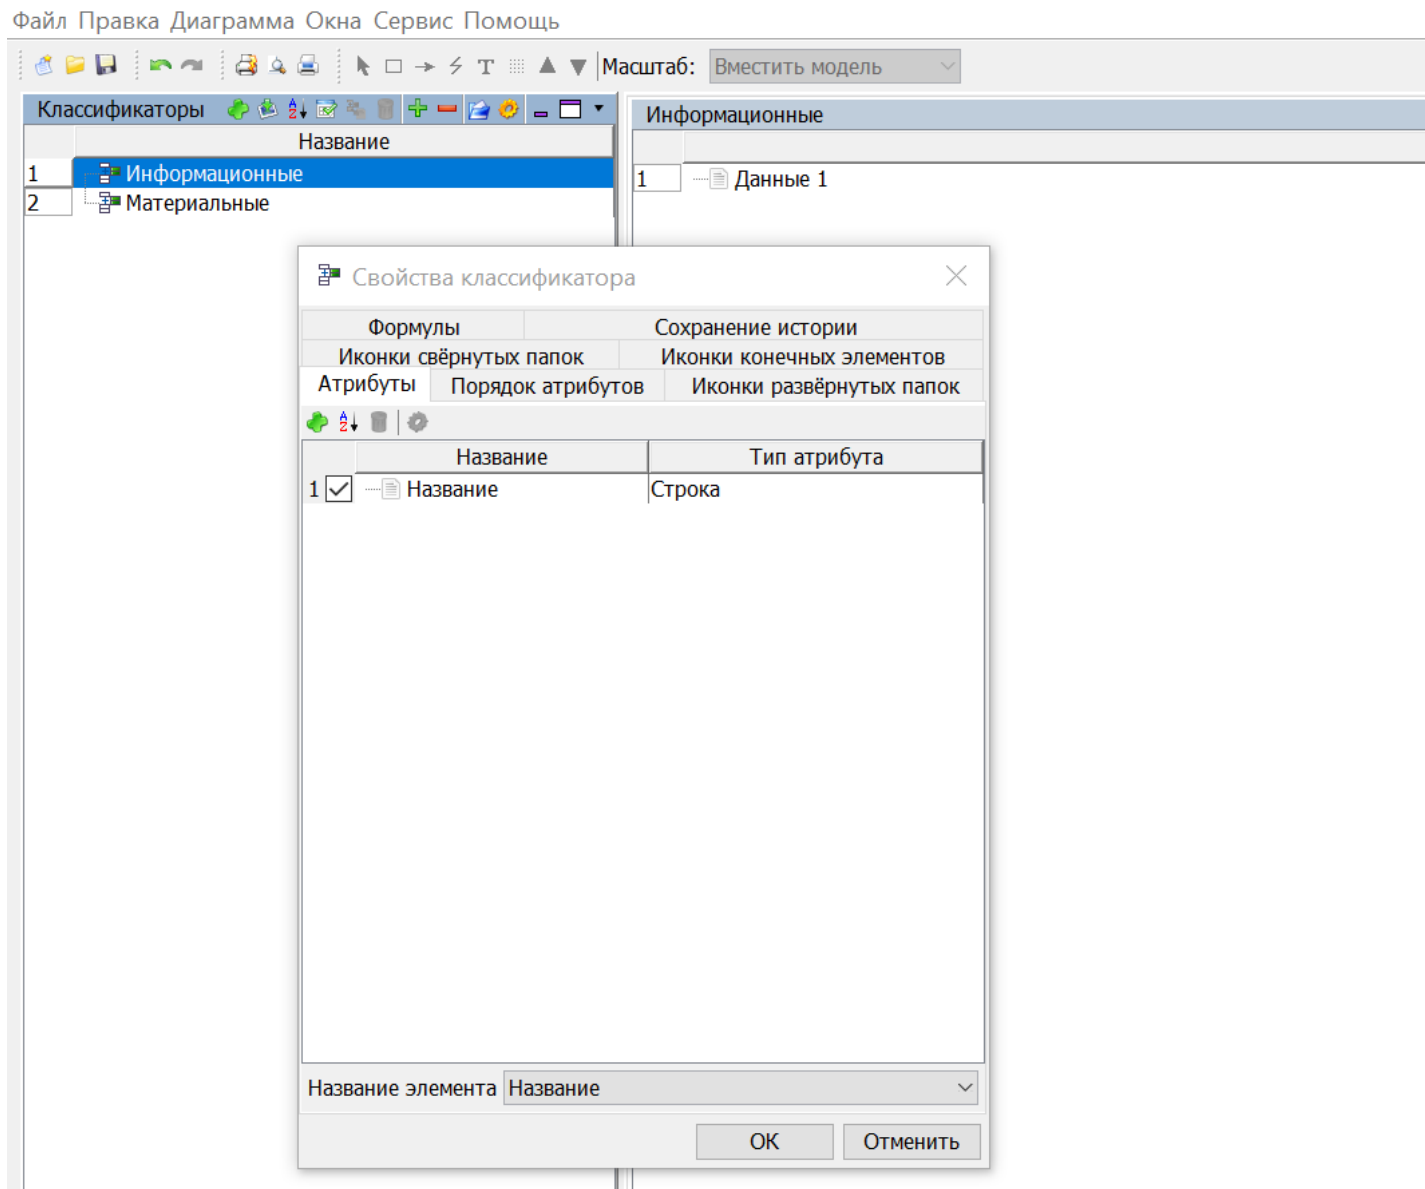 Файл Правка Диаграмма Окна Сервис Помощь
Масштаб: Вместить модель
Классификаторы
Название
1 Информационные
2 Материальные
Информационные
1 Данные 1
Свойства классификатора
Формулы Сохранение истории
Иконки свёрнутых папок Иконки конечных элементов
Атрибуты Порядок атрибутов Иконки развёрнутых папок
Название Тип атрибута
1 Название Строка
Название элемента Название
ОК Отменить